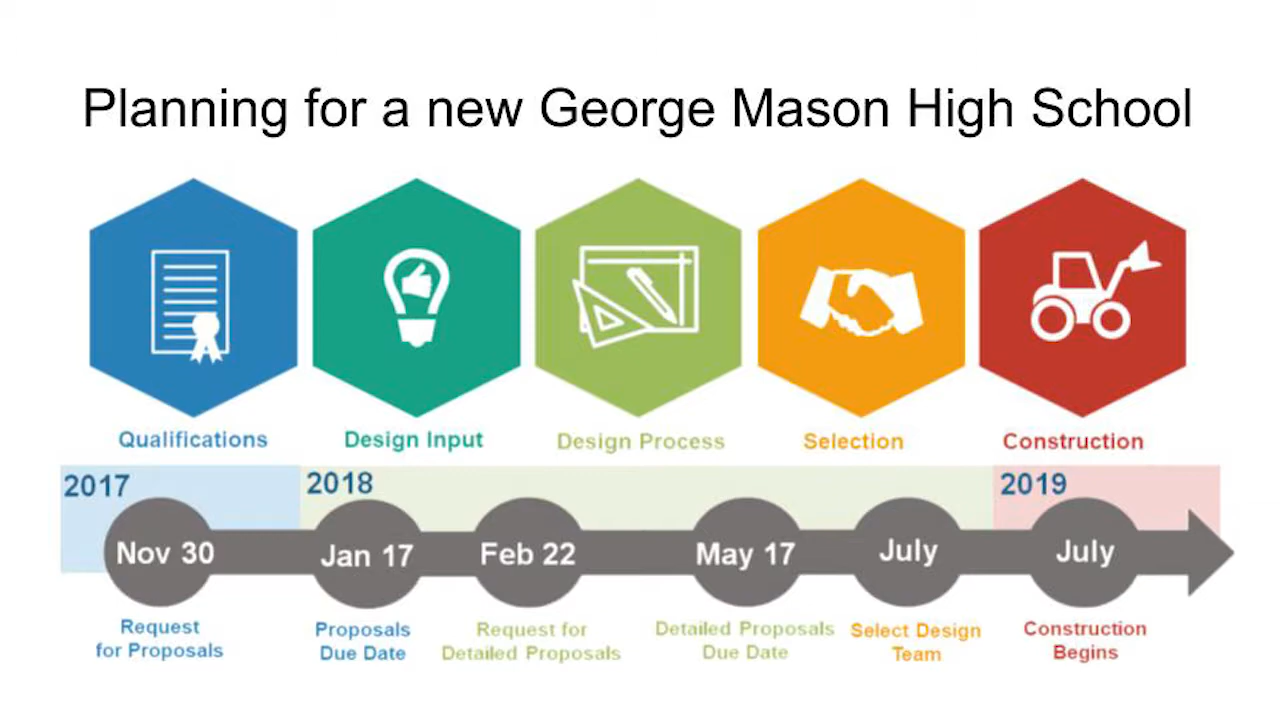 Planning for a new George Mason High School
Qualifications
Design Input
Design Process
Selection
Construction
2017
2018
2019
Nov 30
Jan 17
Feb 22
May 17
July
July
Request
for Proposals
Proposals
Due Date
Request for
Detailed Proposals
Detailed Proposals
Due Date
Select Design
Team
Construction
Begins